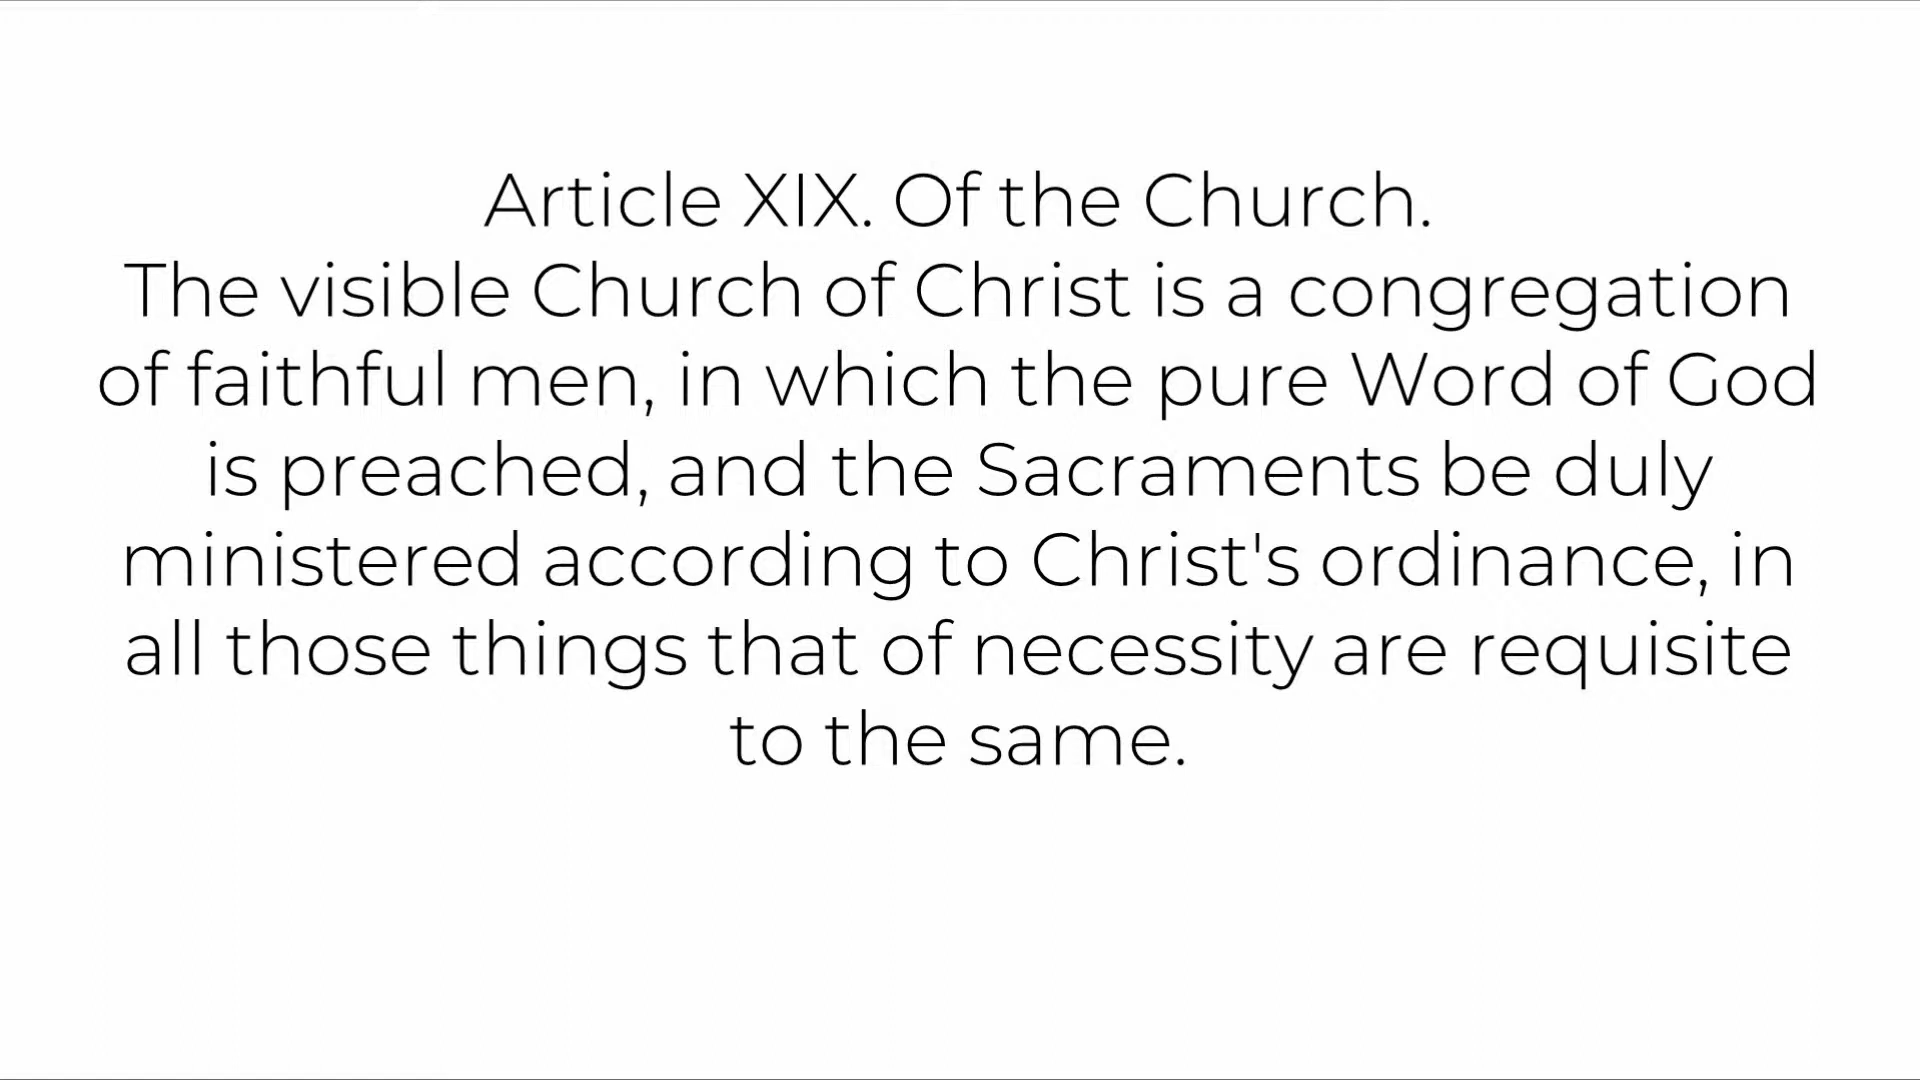 Article XIX. Of the Church.
The visible Church of Christ is a congregation
of faithful men, in which the pure Word of God
is preached, and the Sacraments be duly
ministered according to Christ's ordinance, in
all those things that of necessity are requisite
to the same.